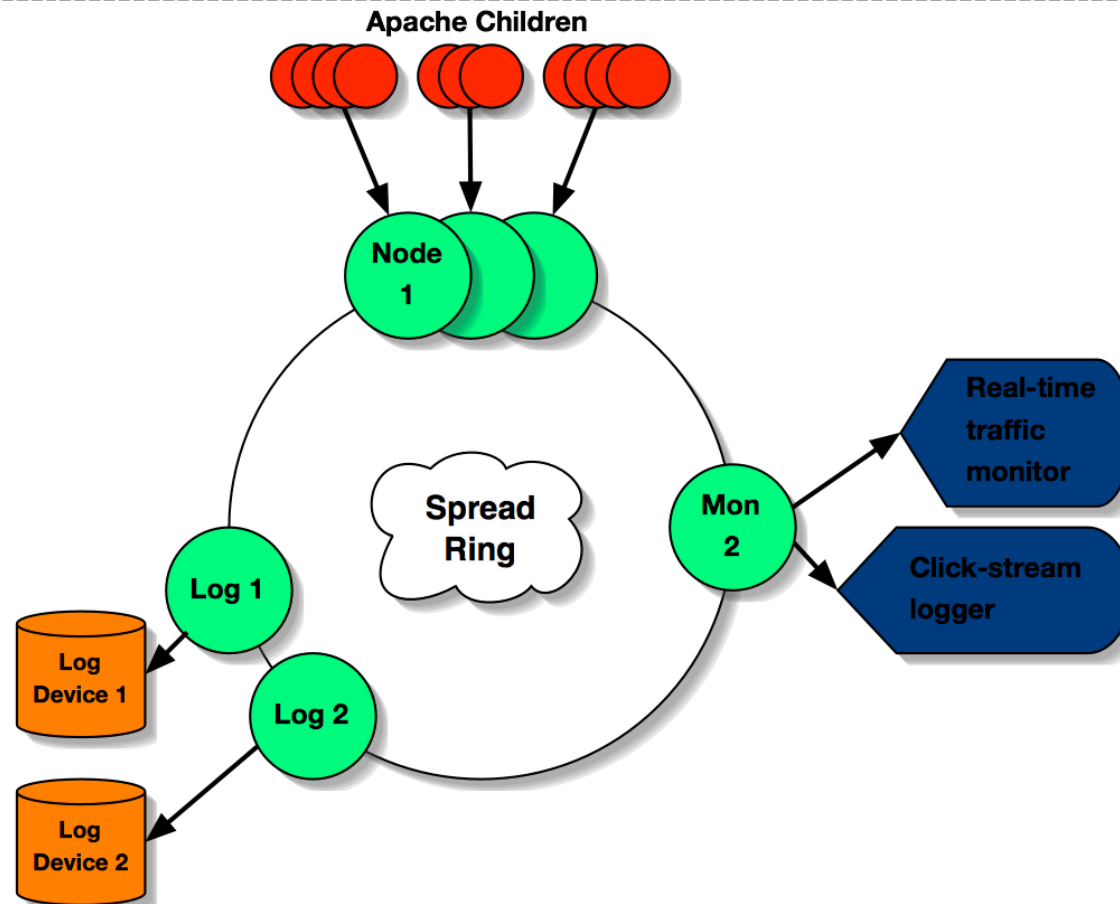 Apache Children
Node
1
Real-time
traffic
monitor
Spread
Ring
Mon
2
Click-stream
logger
Log 1
Log
Device 1
Log 2
Log
Device 2